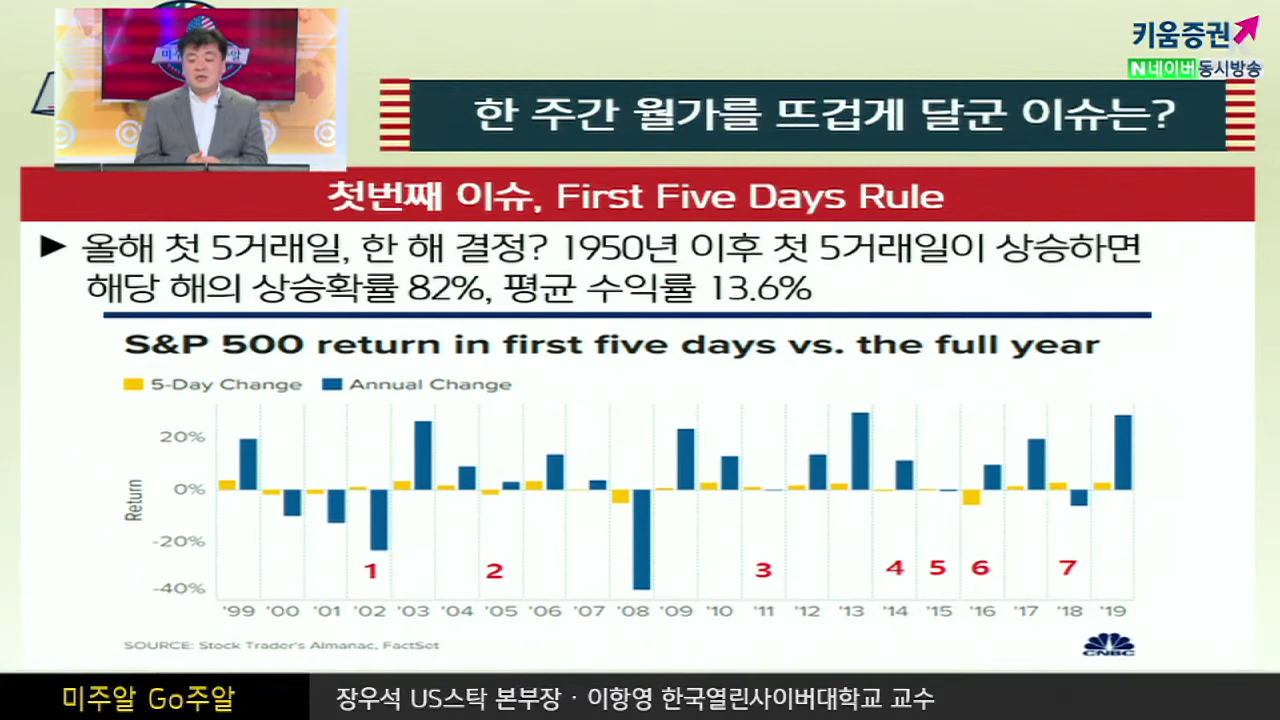 미주알
키움증권
N네이버 동시방송
한 주간 월가를 뜨겁게 달군 이슈는?
첫번째 이슈, First Five Days Rule
▶ 올해 첫 5거래일, 한 해 결정? 1950년 이후 첫 5거래일이 상승하면
해당 해의 상승확률 82%, 평균 수익률 13.6%
S&P 500 return in first five days vs. the full year
5-Day Change Annual Change
20%
0%
-20%
-40%
Return
1 2 3 4 5 6 7
'99 '00 '01 '02 '03 '04 '05 '06 '07 '08 '09 '10 '11 '12 '13 '14 '15 '16 '17 '18 '19
SOURCE: Stock Trader's Almanac, FactSet
CNBC
미주알 Go주알
장우석 US스탁 본부장 · 이항영 한국열린사이버대학교 교수